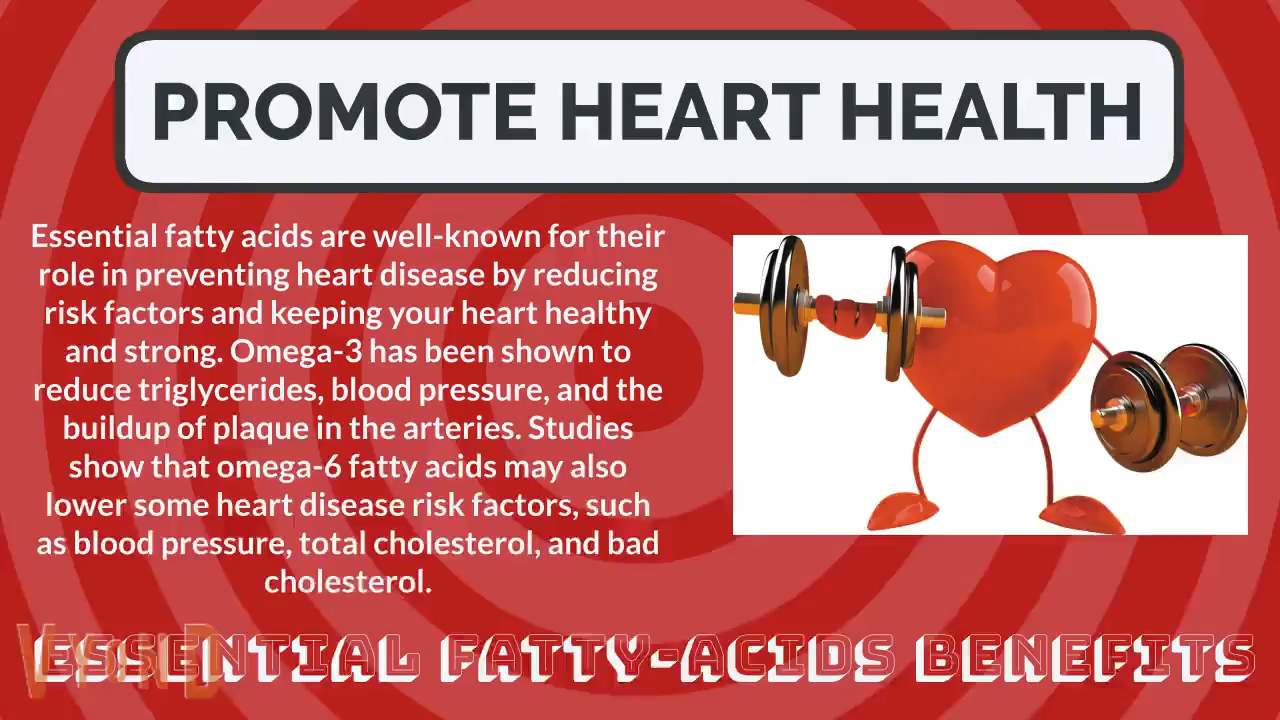 PROMOTE HEART HEALTH
Essential fatty acids are well-known for their
role in preventing heart disease by reducing
risk factors and keeping your heart healthy
and strong. Omega-3 has been shown to
reduce triglycerides, blood pressure, and the
buildup of plaque in the arteries. Studies
show that omega-6 fatty acids may also
lower some heart disease risk factors, such
as blood pressure, total cholesterol, and bad
cholesterol.
ESSENTIAL FATTY-ACIDS BENEFITS